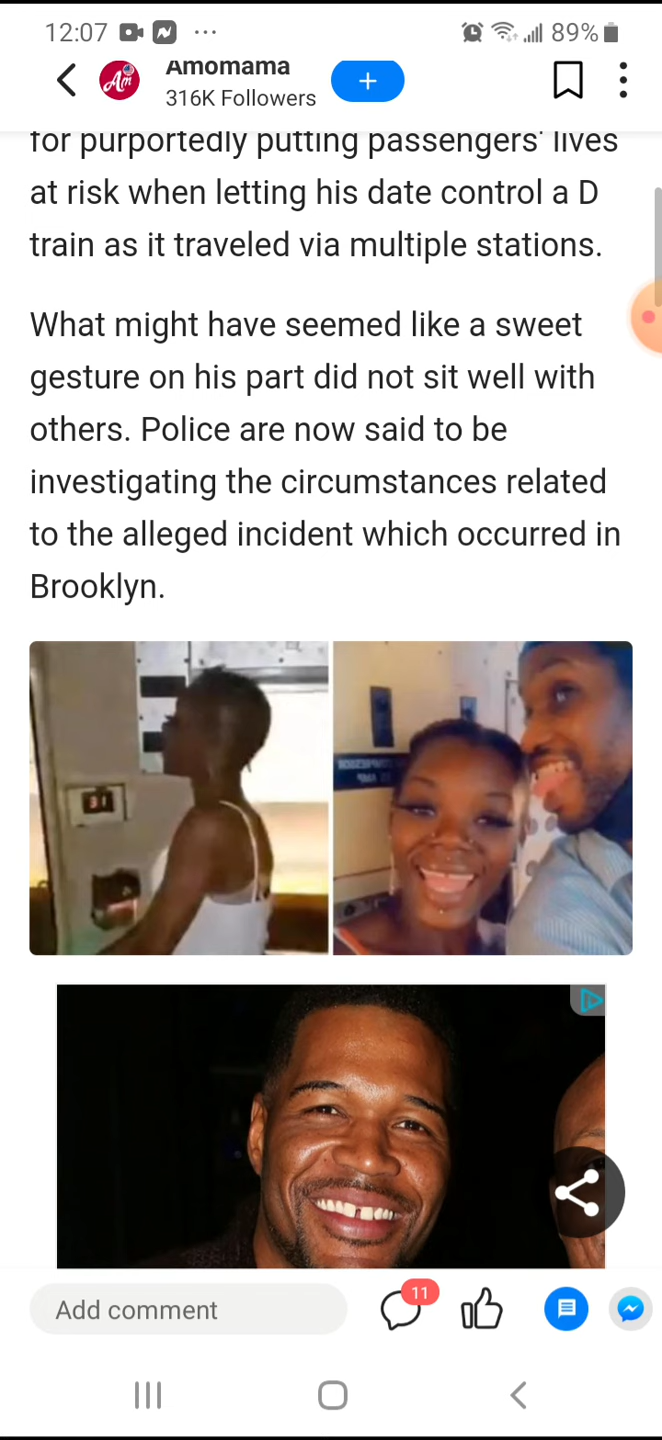 12:07 ... 89%
Amomama
316K Followers
Am
for purportedly putting passengers' lives
at risk when letting his date control a D
train as it traveled via multiple stations.
What might have seemed like a sweet
gesture on his part did not sit well with
others. Police are now said to be
investigating the circumstances related
to the alleged incident which occurred in
Brooklyn.
31
Add comment
11